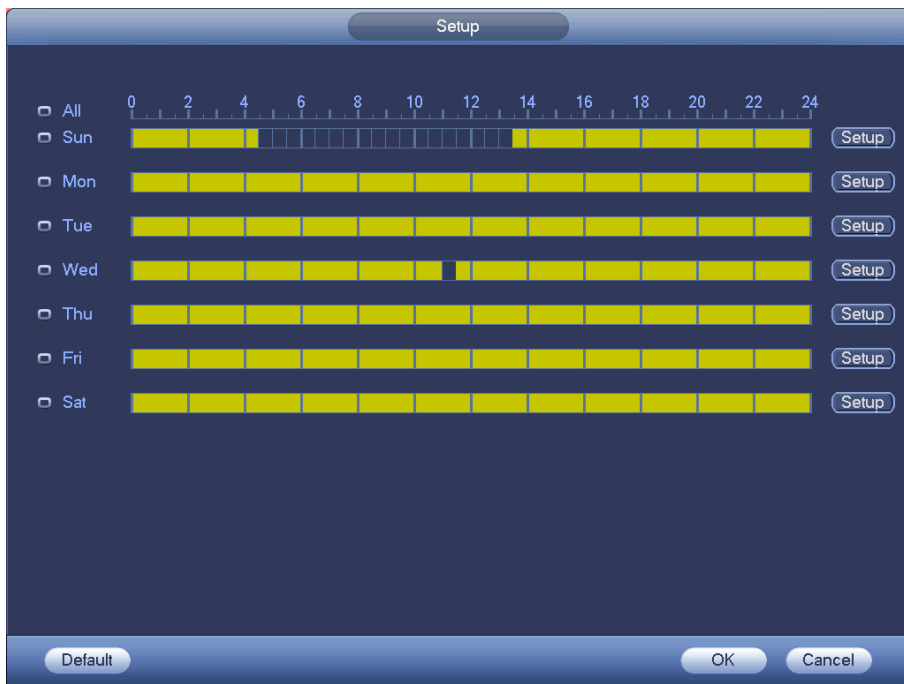 Setup
All 0 2 4 6 8 10 12 14 16 18 20 22 24
Sun Setup
Mon Setup
Tue Setup
Wed Setup
Thu Setup
Fri Setup
Sat Setup
Default OK Cancel